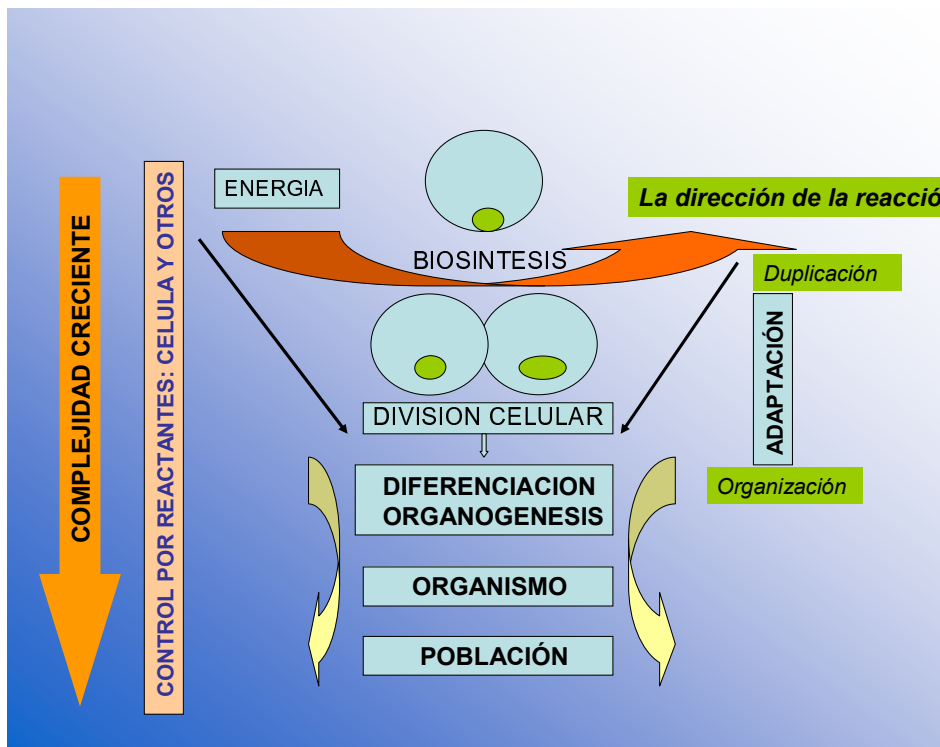 COMPLEJIDAD CRECIENTE
CONTROL POR REACTANTES: CELULA Y OTROS
ENERGIA
La dirección de la reacció
BIOSINTESIS
Duplicación
ADAPTACIÓN
DIVISION CELULAR
Organización
DIFERENCIACION
ORGANOGENESIS
ORGANISMO
POBLACIÓN